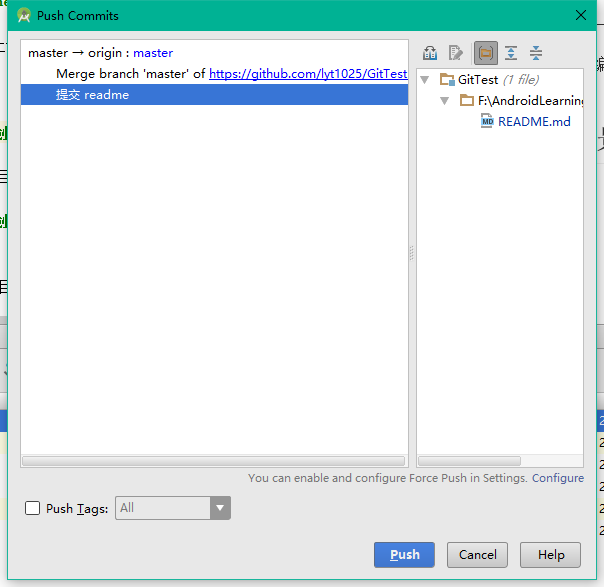 Push Commits
master → origin : master
Merge branch 'master' of https://github.com/lyt1025/GitTest
提交 readme
GitTest (1 file)
F:\AndroidLearning
README.md
You can enable and configure Force Push in Settings. Configure
Push Tags: All
Push Cancel Help